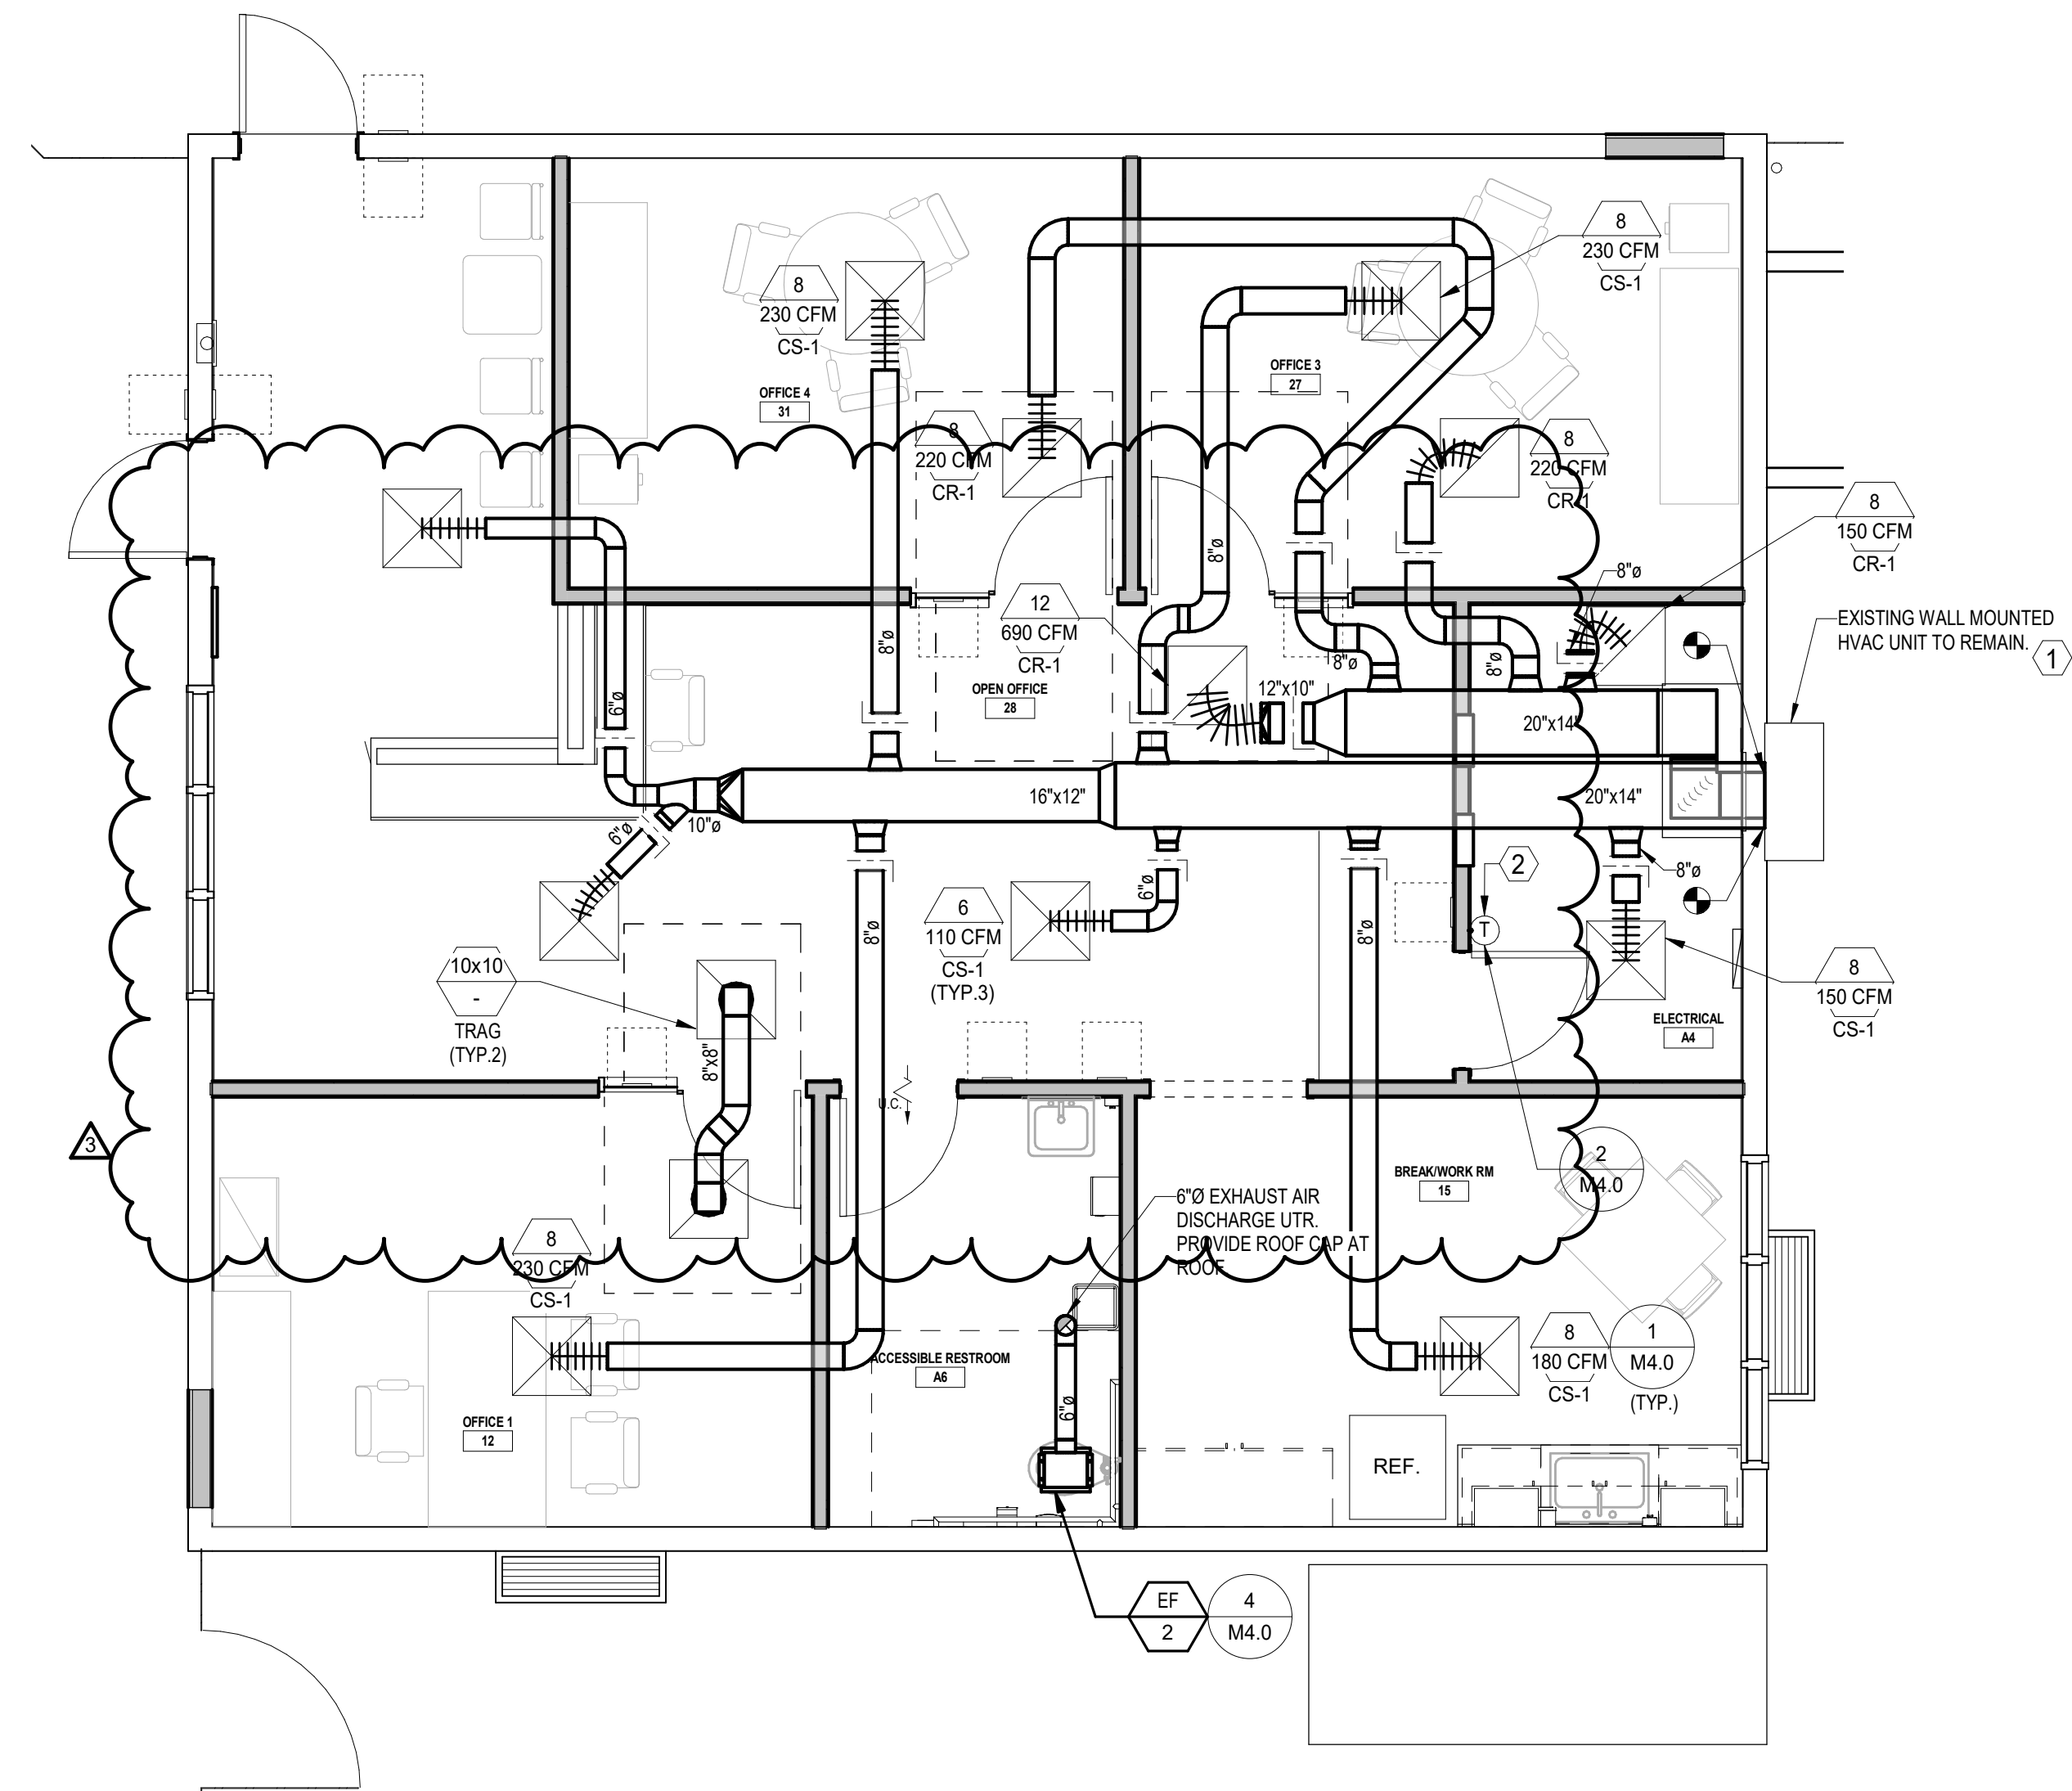 8
230 CFM
CS-1
8
230 CFM
CS-1
OFFICE 3
27
OFFICE 4
31
8
220 CFM
CR-1
8
220 CFM
CR-1
8
150 CFM
CR-1
8"ø
8"ø
EXISTING WALL MOUNTED
HVAC UNIT TO REMAIN.
1
12
690 CFM
CR-1
8"ø
8"ø
8"ø
OPEN OFFICE
28
12"x10"
6"ø
20"x14"
16"x12"
20"x14"
10"ø
6"ø
2
8"ø
6"ø
6
110 CFM
CS-1
(TYP.3)
8"ø
8"ø
T
10x10
-
TRAG
(TYP.2)
8
150 CFM
CS-1
ELECTRICAL
A4
8"x8"
U.C.
3
2
M4.0
BREAK/WORK RM
15
6"Ø EXHAUST AIR
DISCHARGE UTR.
PROVIDE ROOF CAP AT
ROOF
8
230 CFM
CS-1
8
180 CFM
CS-1
1
M4.0
(TYP.)
ACCESSIBLE RESTROOM
A6
6"ø
OFFICE 1
12
REF.
EF
2
4
M4.0